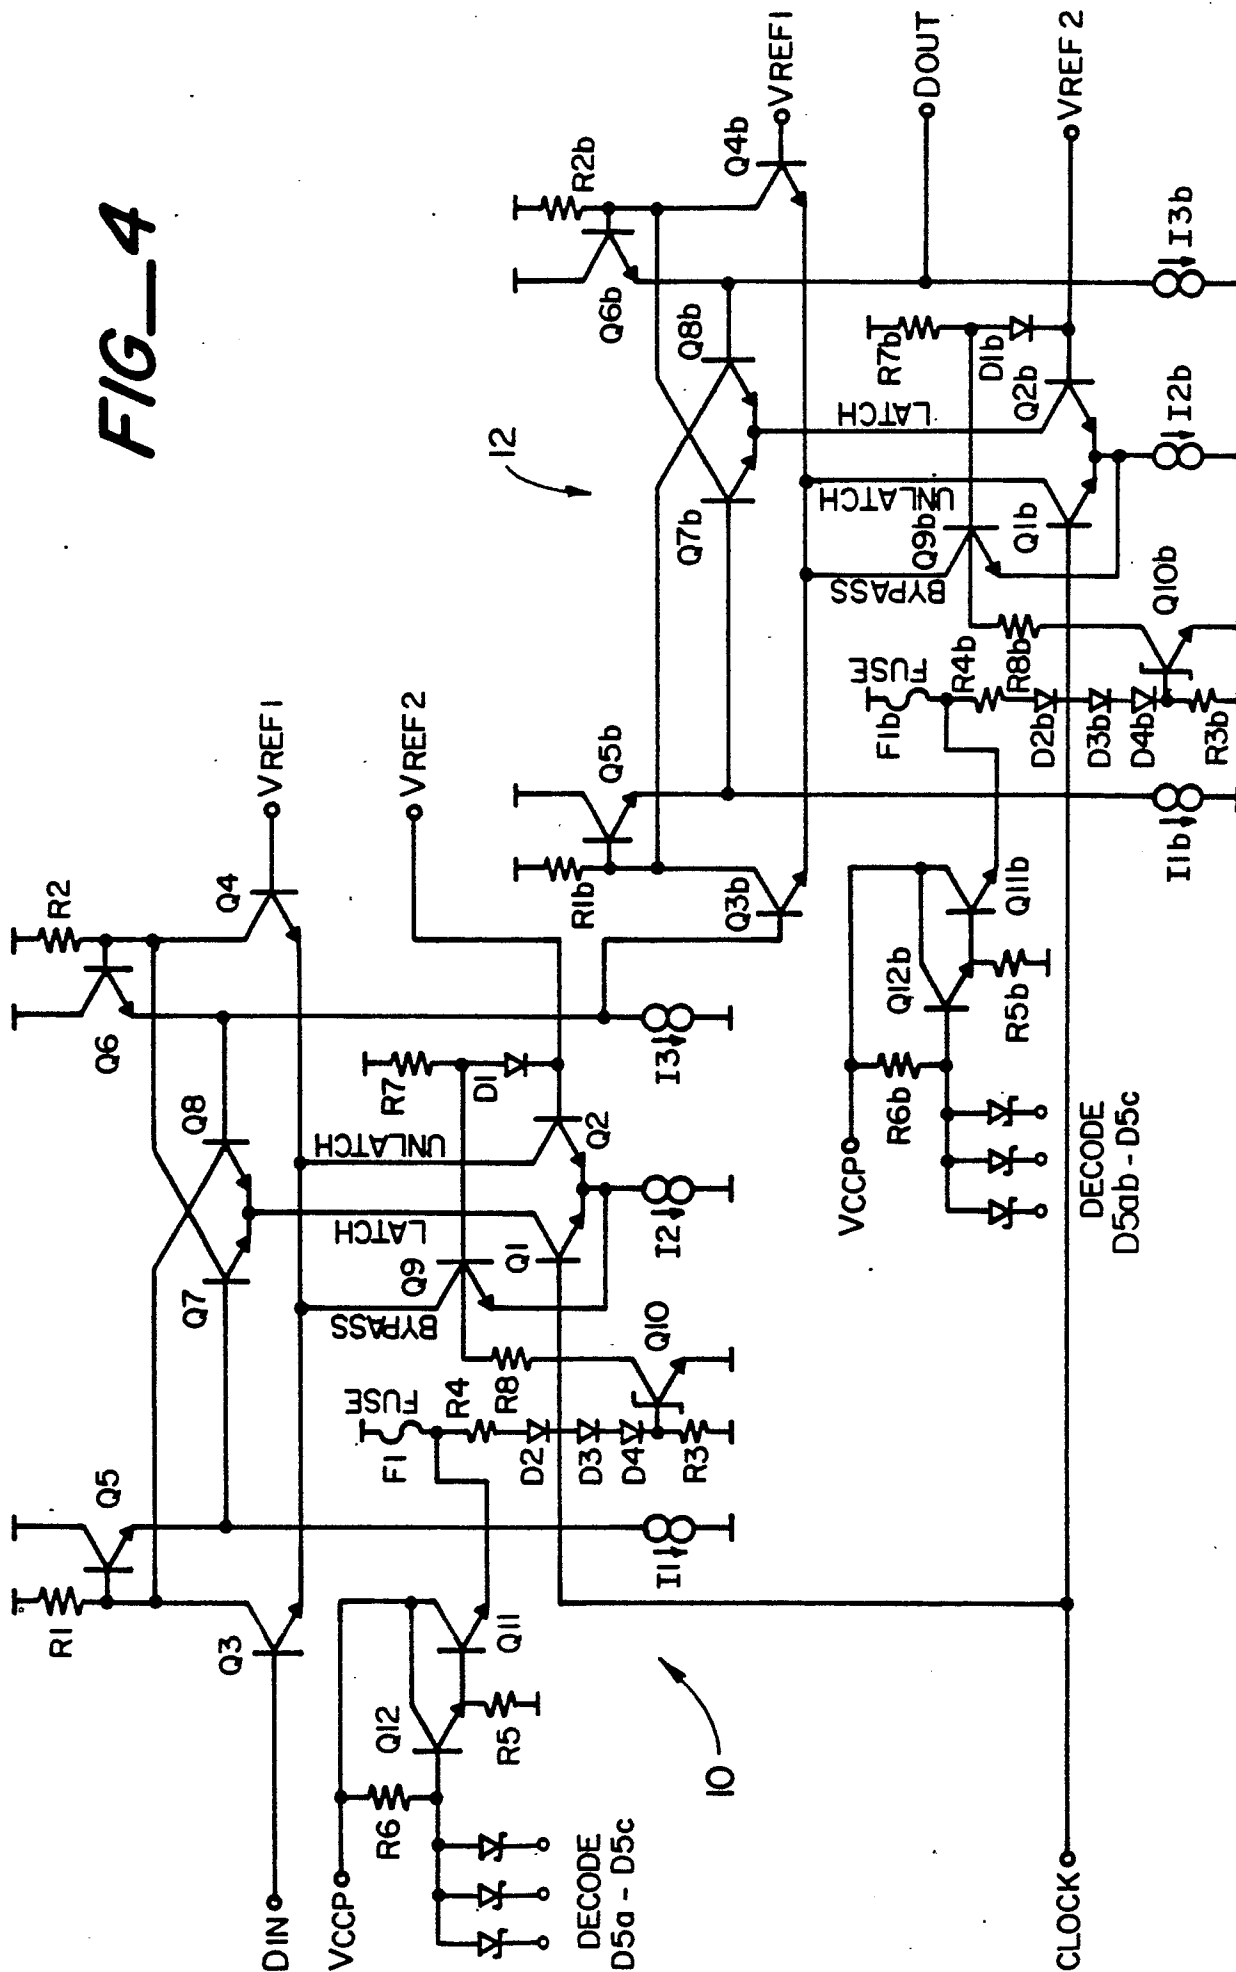 FIG_4
R1
Q5
Q3
DIN
Q7
Q8
Q6
R2
Q4
VREF1
VREF2
BYPASS
LATCH
UNLATCH
Q9
Q1
Q2
R7
D1
I1
I2
I3
FUSE
F1
R4
R8
D2
D3
D4
R3
Q10
VCCP
R6
Q12
Q11
R5
DECODE
D5a - D5c
10
12
R1b
Q5b
Q3b
Q7b
Q8b
Q6b
R2b
Q4b
VREF1
DOUT
VREF2
BYPASS
UNLATCH
LATCH
Q9b
Q1b
Q2b
R7b
D1b
I1b
I2b
I3b
FUSE
F1b
R4b
R8b
D2b
D3b
D4b
R3b
Q10b
VCCP
R6b
Q12b
Q11b
R5b
DECODE
D5ab - D5c
CLOCK